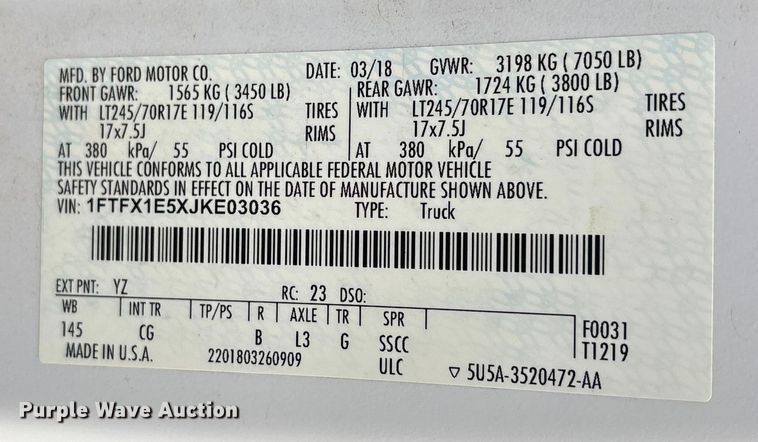 MFD. BY FORD MOTOR CO. DATE: 03/18 GVWR: 3198 KG ( 7050 LB)
FRONT GAWR: 1565 KG ( 3450 LB) REAR GAWR: 1724 KG ( 3800 LB)
WITH LT245/70R17E 119/116S TIRES WITH LT245/70R17E 119/116S TIRES
17x7.5J RIMS 17x7.5J RIMS
AT 380 kPa/ 55 PSI COLD AT 380 kPa/ 55 PSI COLD
THIS VEHICLE CONFORMS TO ALL APPLICABLE FEDERAL MOTOR VEHICLE
SAFETY STANDARDS IN EFFECT ON THE DATE OF MANUFACTURE SHOWN ABOVE.
VIN: 1FTFX1E5XJKE03036 TYPE: Truck
EXT PNT: YZ RC: 23 DSO:
WB INT TR TP/PS R AXLE TR SPR
145 CG B L3 G SSCC F0031
T1219
MADE IN U.S.A. 2201803260909 ULC ▽ 5U5A-3520472-AA
Purple Wave Auction